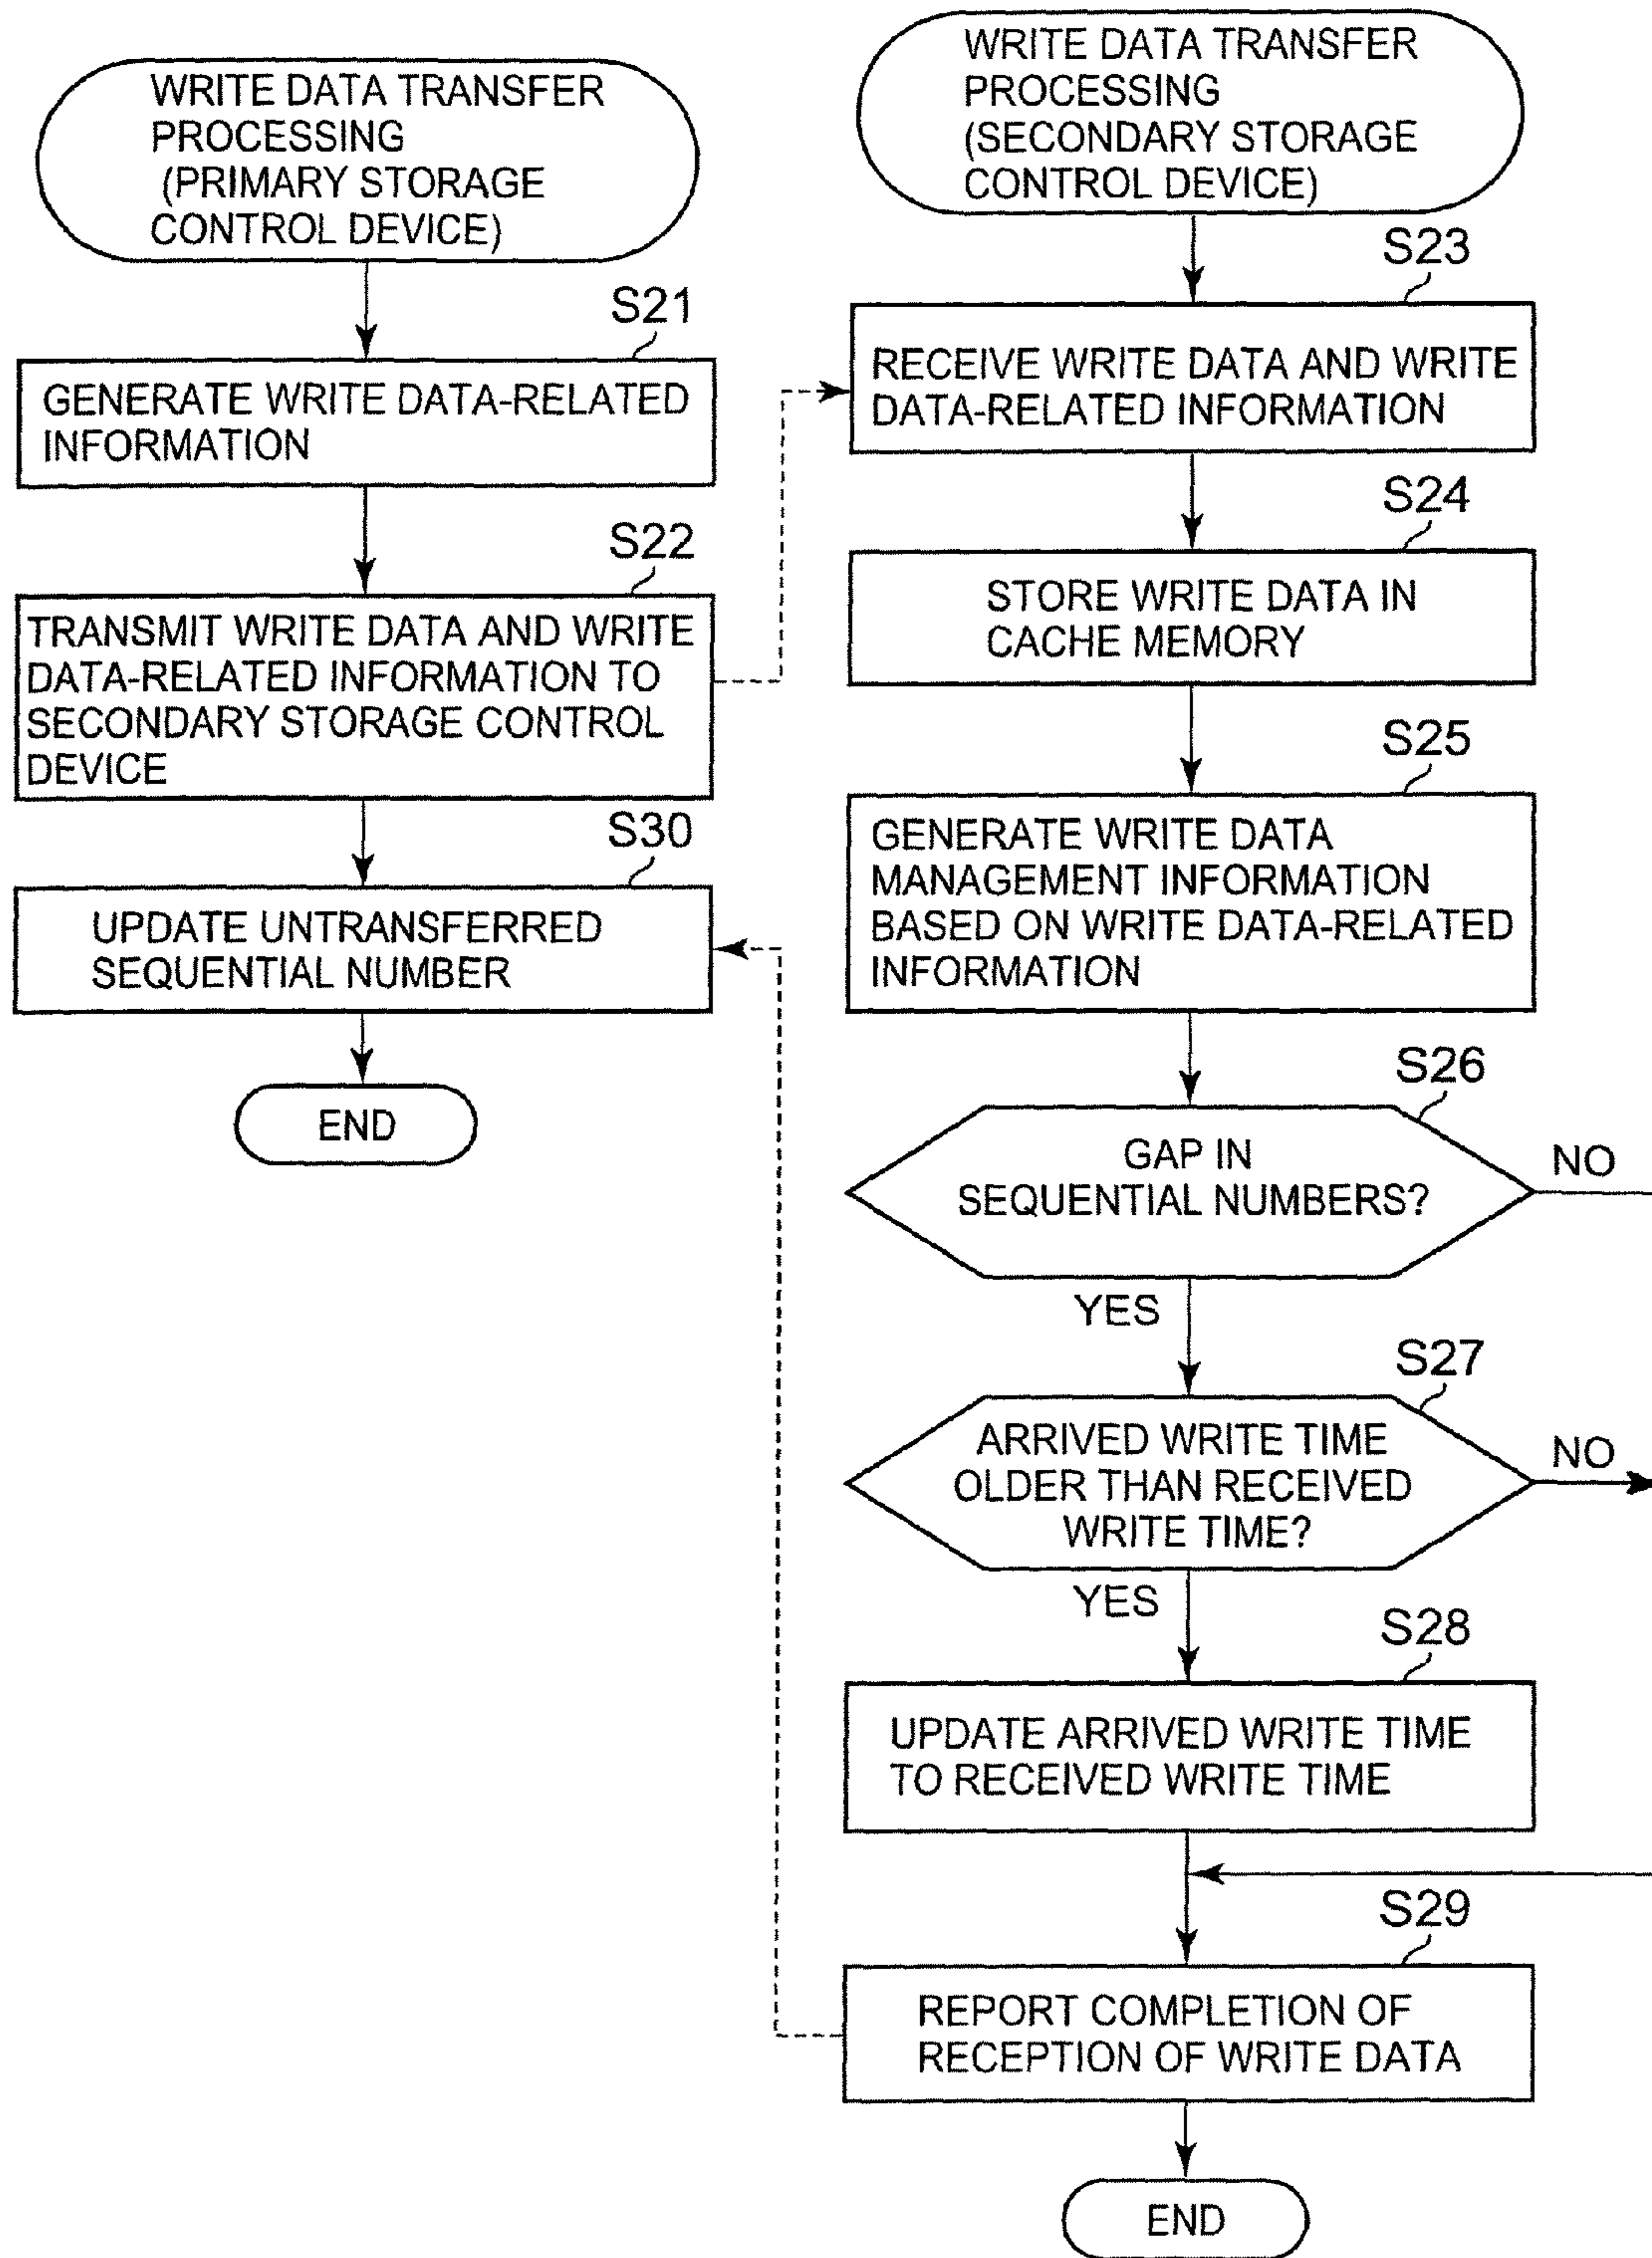 WRITE DATA TRANSFER
PROCESSING
(PRIMARY STORAGE
CONTROL DEVICE)
S21
GENERATE WRITE DATA-RELATED
INFORMATION
S22
TRANSMIT WRITE DATA AND WRITE
DATA-RELATED INFORMATION TO
SECONDARY STORAGE CONTROL
DEVICE
S30
UPDATE UNTRANSFERRED
SEQUENTIAL NUMBER
END
WRITE DATA TRANSFER
PROCESSING
(SECONDARY STORAGE
CONTROL DEVICE)
S23
RECEIVE WRITE DATA AND WRITE
DATA-RELATED INFORMATION
S24
STORE WRITE DATA IN
CACHE MEMORY
S25
GENERATE WRITE DATA
MANAGEMENT INFORMATION
BASED ON WRITE DATA-RELATED
INFORMATION
S26
GAP IN
SEQUENTIAL NUMBERS?
NO
YES
S27
ARRIVED WRITE TIME
OLDER THAN RECEIVED
WRITE TIME?
NO
YES
S28
UPDATE ARRIVED WRITE TIME
TO RECEIVED WRITE TIME
S29
REPORT COMPLETION OF
RECEPTION OF WRITE DATA
END